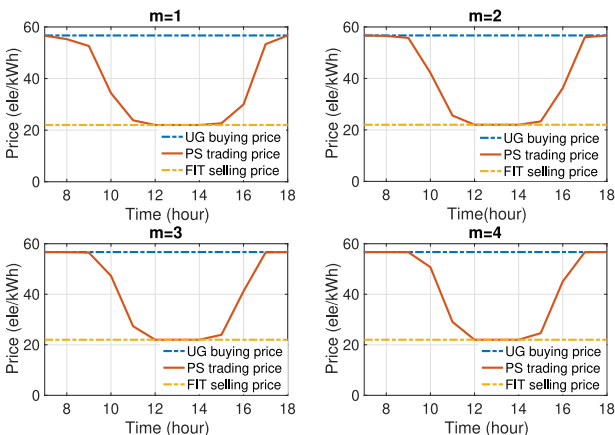 m=1
60
40
20
0
Price (ele/kWh)
UG buying price
PS trading price
FIT selling price
8 10 12 14 16 18
Time (hour)
m=2
60
40
20
0
Price (ele/kWh)
UG buying price
PS trading price
FIT selling price
8 10 12 14 16 18
Time(hour)
m=3
60
40
20
0
Price (ele/kWh)
UG buying price
PS trading price
FIT selling price
8 10 12 14 16 18
Time (hour)
m=4
60
40
20
0
Price (ele/kWh)
UG buying price
PS trading price
FIT selling price
8 10 12 14 16 18
Time (hour)